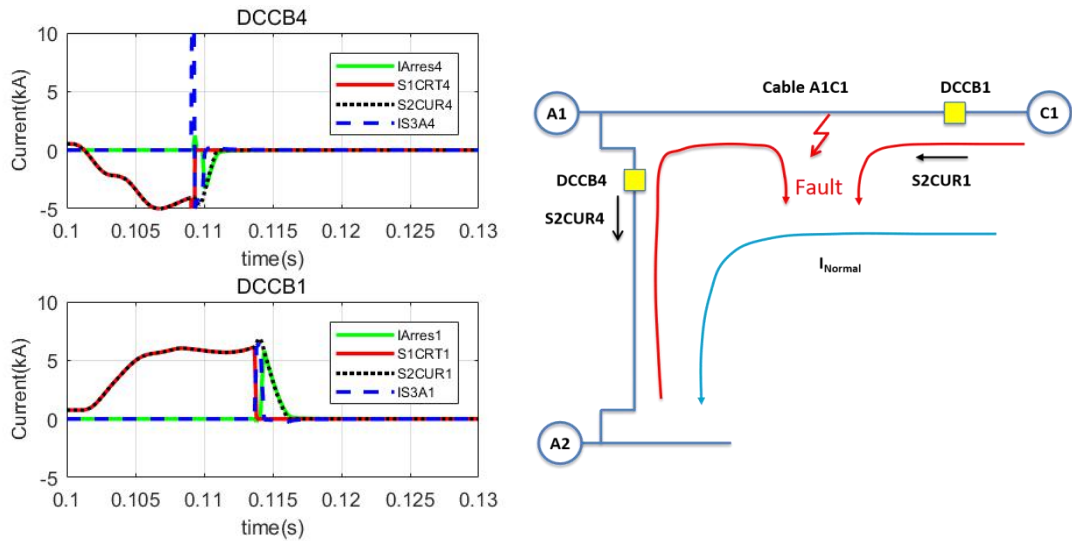 DCCB4
Current(kA)
10
5
0
-5
IArres4
S1CRT4
S2CUR4
IS3A4
0.1 0.105 0.11 0.115 0.12 0.125 0.13
time(s)
DCCB1
Current(kA)
10
5
0
-5
IArres1
S1CRT1
S2CUR1
IS3A1
0.1 0.105 0.11 0.115 0.12 0.125 0.13
time(s)
Cable A1C1
DCCB1
A1
C1
DCCB4
Fault
S2CUR1
S2CUR4
INormal
A2